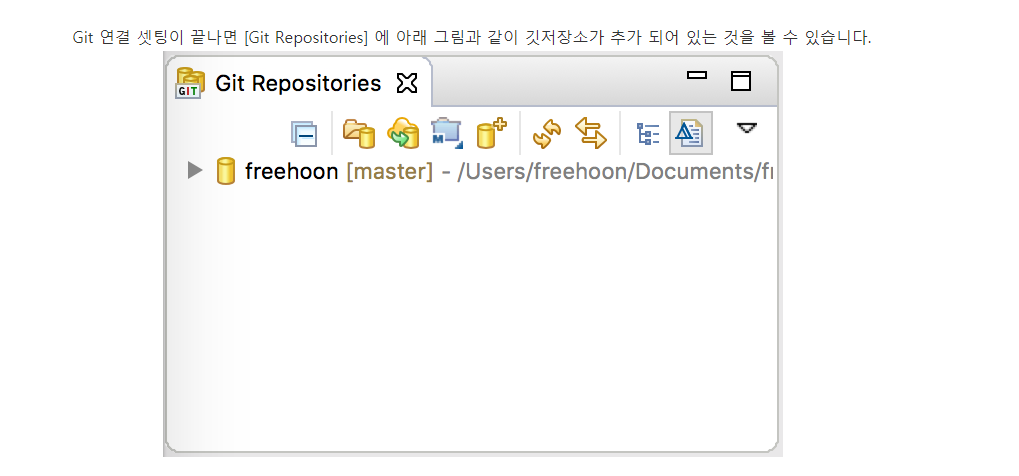 Git 연결 셋팅이 끝나면 [Git Repositories] 에 아래 그림과 같이 깃저장소가 추가 되어 있는 것을 볼 수 있습니다.
GIT Git Repositories
M
freehoon [master] - /Users/freehoon/Documents/